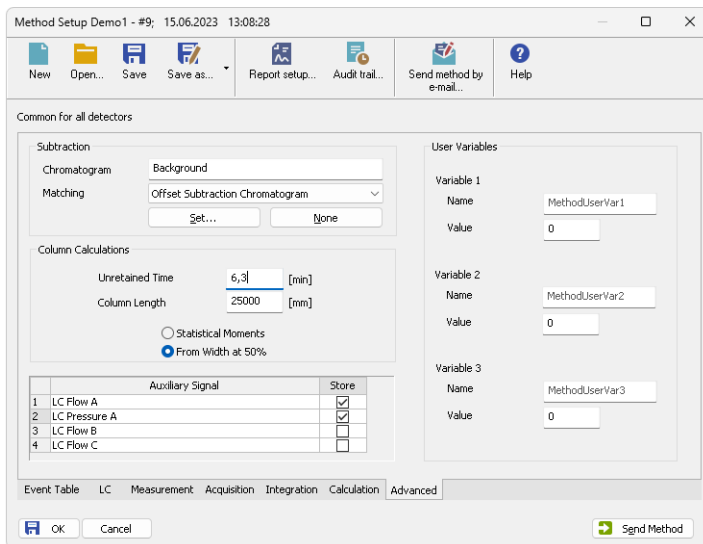 Method Setup Demo1 - #9; 15.06.2023 13:08:28
New Open... Save Save as... Report setup... Audit trail... Send method by e-mail... Help
Common for all detectors
Subtraction
Chromatogram Background
Matching Offset Subtraction Chromatogram
Set... None
Column Calculations
Unretained Time 6,3 [min]
Column Length 25000 [mm]
Statistical Moments
From Width at 50%
Auxiliary Signal Store
1 LC Flow A
2 LC Pressure A
3 LC Flow B
4 LC Flow C
User Variables
Variable 1
Name MethodUserVar1
Value 0
Variable 2
Name MethodUserVar2
Value 0
Variable 3
Name MethodUserVar3
Value 0
Event Table LC Measurement Acquisition Integration Calculation Advanced
OK Cancel Send Method